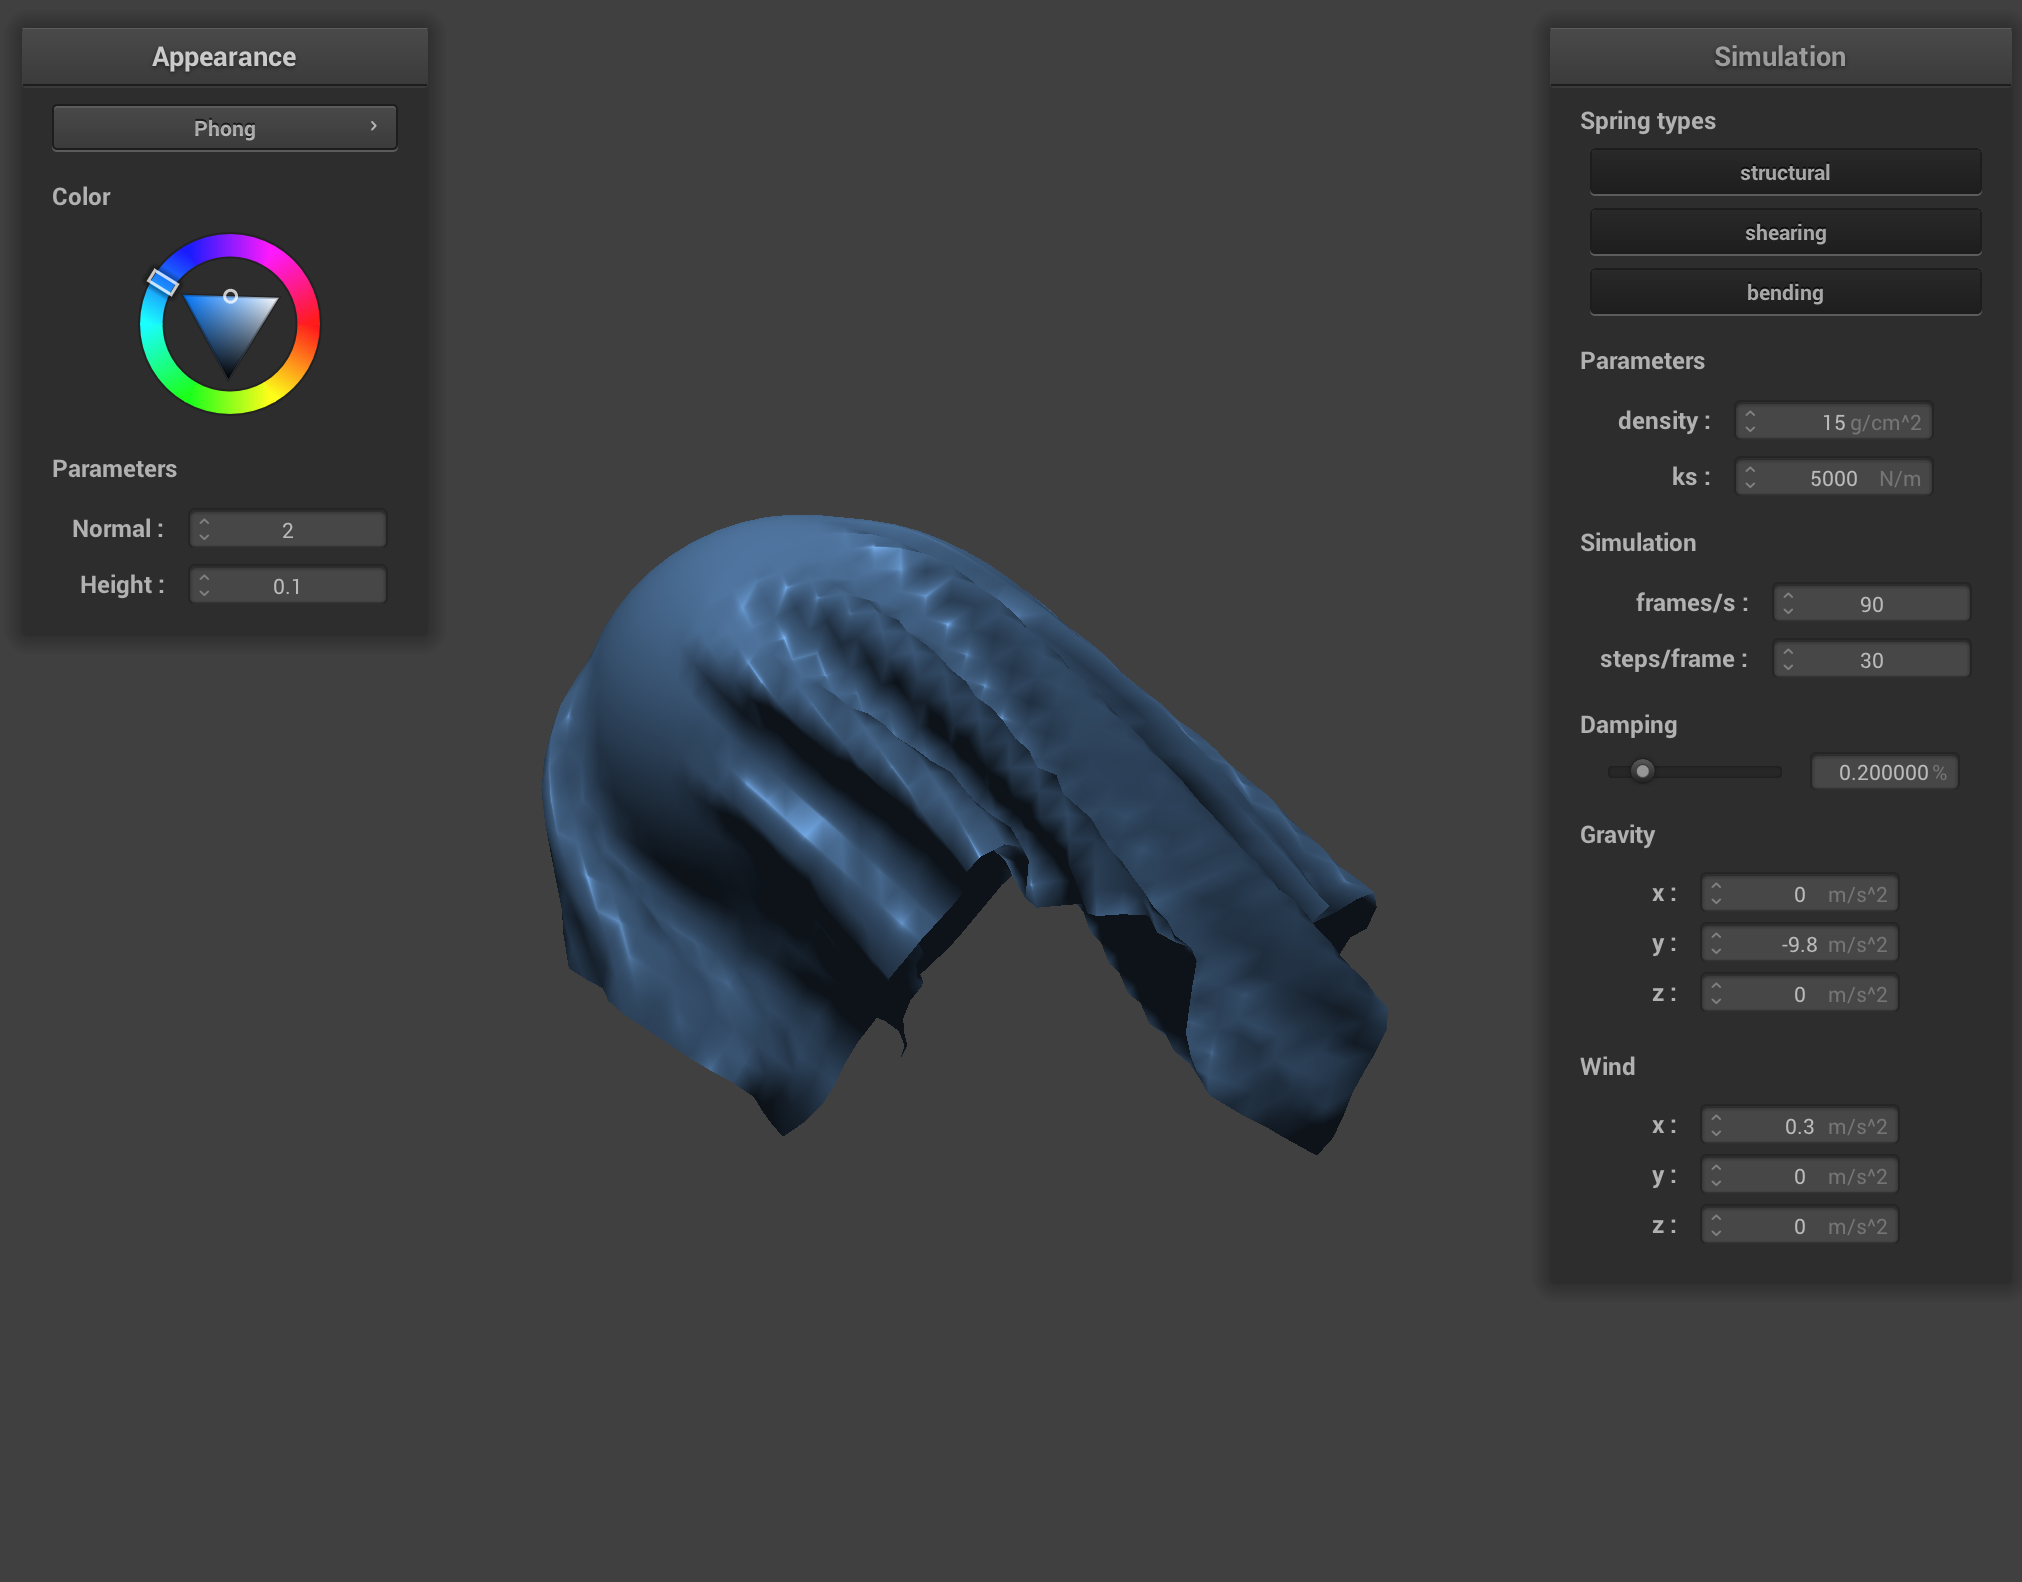 Appearance
Phong
Color
Parameters
Normal : 2
Height : 0.1
Simulation
Spring types
structural
shearing
bending
Parameters
density : 15 g/cm^2
ks : 5000 N/m
Simulation
frames/s : 90
steps/frame : 30
Damping
0.200000 %
Gravity
x : 0 m/s^2
y : -9.8 m/s^2
z : 0 m/s^2
Wind
x : 0.3 m/s^2
y : 0 m/s^2
z : 0 m/s^2